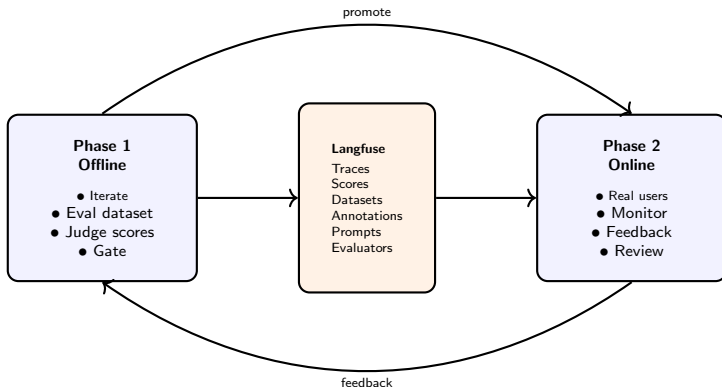 promote
Phase 1
Offline
• Iterate
• Eval dataset
• Judge scores
• Gate
Langfuse
Traces
Scores
Datasets
Annotations
Prompts
Evaluators
Phase 2
Online
• Real users
• Monitor
• Feedback
• Review
feedback